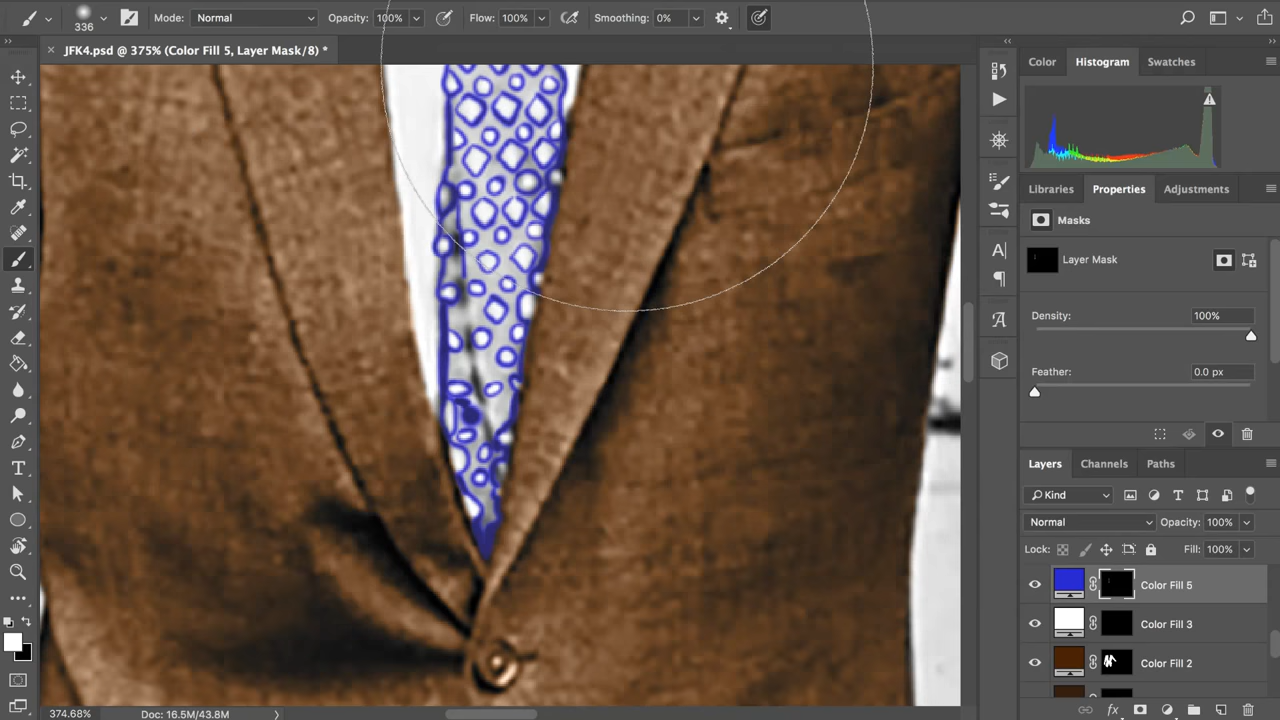 336
Mode: Normal
Opacity: 100%
Flow: 100%
Smoothing: 0%
× JFK4.psd @ 375% (Color Fill 5, Layer Mask/8) *
Color
Histogram
Swatches
Libraries
Properties
Adjustments
Masks
Layer Mask
Density: 100%
Feather: 0.0 px
Layers
Channels
Paths
Kind
Normal
Opacity: 100%
Lock:
Fill: 100%
Color Fill 5
Color Fill 3
Color Fill 2
fx
374.68%
Doc: 16.5M/43.8M